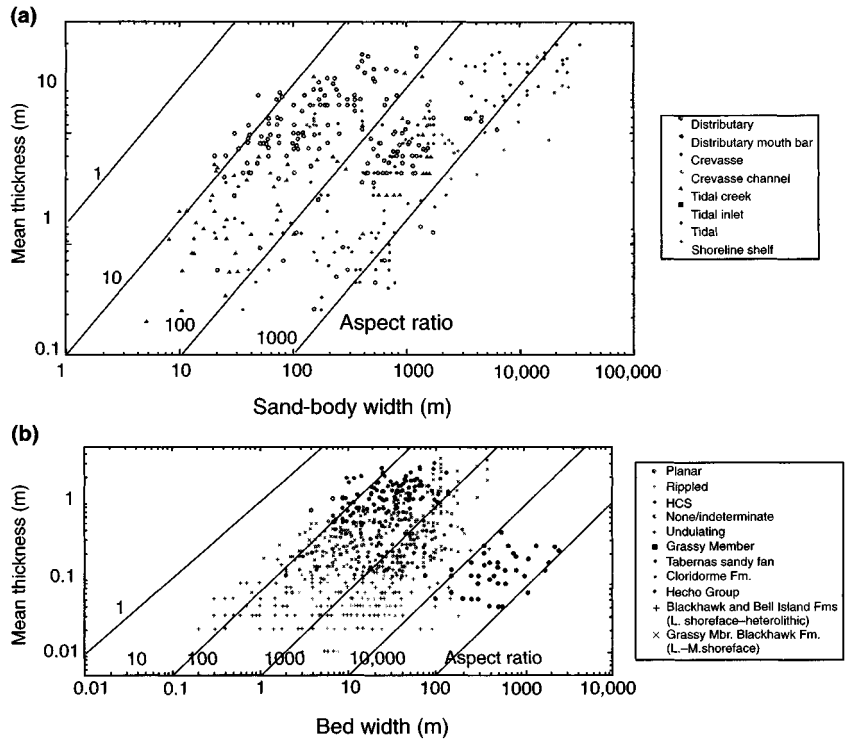 (a)
10
1
0.1
Mean thickness (m)
1
10
100
1000
Aspect ratio
1
10
100
1000
10,000
100,000
Sand-body width (m)
Distributary
Distributary mouth bar
Crevasse
Crevasse channel
Tidal creek
Tidal inlet
Tidal
Shoreline shelf
(b)
1
0.1
0.01
Mean thickness (m)
1
10
100
1000
10,000
Aspect ratio
0.01
0.1
1
10
100
1000
10,000
Bed width (m)
Planar
Rippled
HCS
None/indeterminate
Undulating
Grassy Member
Tabernas sandy fan
Cloridorme Fm.
Hecho Group
Blackhawk and Bell Island Fms
(L. shoreface–heterolithic)
Grassy Mbr. Blackhawk Fm.
(L.–M.shoreface)